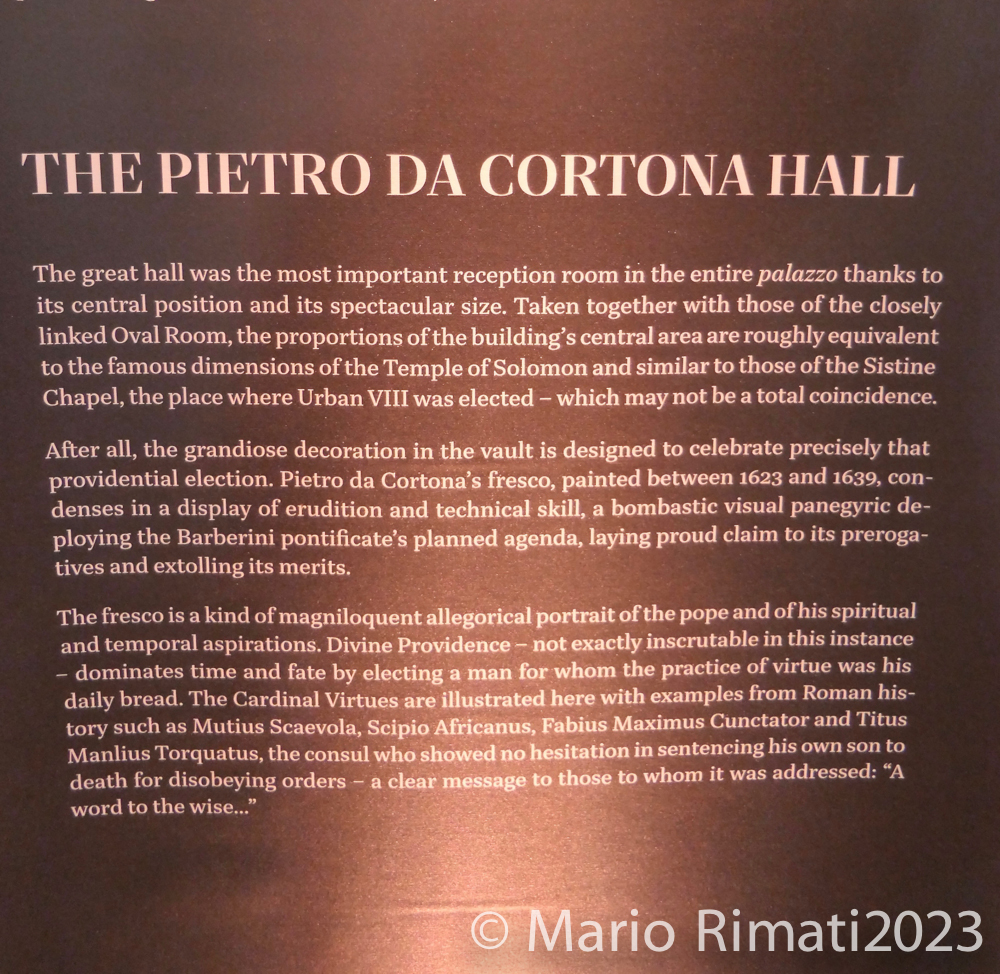 THE PIETRO DA CORTONA HALL
The great hall was the most important reception room in the entire palazzo thanks to
its central position and its spectacular size. Taken together with those of the closely
linked Oval Room, the proportions of the building's central area are roughly equivalent
to the famous dimensions of the Temple of Solomon and similar to those of the Sistine
Chapel, the place where Urban VIII was elected – which may not be a total coincidence.
After all, the grandiose decoration in the vault is designed to celebrate precisely that
providential election. Pietro da Cortona's fresco, painted between 1623 and 1639, con-
denses in a display of erudition and technical skill, a bombastic visual panegyric de-
ploying the Barberini pontificate's planned agenda, laying proud claim to its preroga-
tives and extolling its merits.
The fresco is a kind of magniloquent allegorical portrait of the pope and of his spiritual
and temporal aspirations. Divine Providence – not exactly inscrutable in this instance
– dominates time and fate by electing a man for whom the practice of virtue was his
daily bread. The Cardinal Virtues are illustrated here with examples from Roman his-
tory such as Mutius Scaevola, Scipio Africanus, Fabius Maximus Cunctator and Titus
Manlius Torquatus, the consul who showed no hesitation in sentencing his own son to
death for disobeying orders – a clear message to those to whom it was addressed: “A
word to the wise...”
© Mario Rimati2023